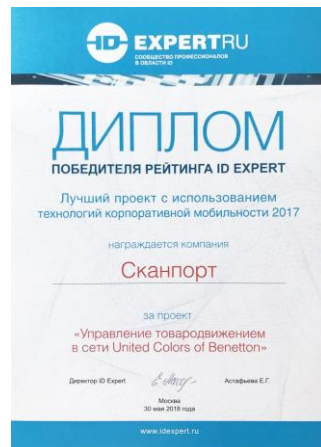 ID EXPERTRU
СООБЩЕСТВО ПРОФЕССИОНАЛОВ
В ОБЛАСТИ ID
ДИПЛОМ
ПОБЕДИТЕЛЯ РЕЙТИНГА ID EXPERT
Лучший проект с использованием
технологий корпоративной мобильности 2017
награждается компания
Сканпорт
за проект
«Управление товародвижением
в сети United Colors of Benetton»
Директор ID Expert Астафьева Е.Г.
Москва
30 мая 2018 года
www.idexpert.ru